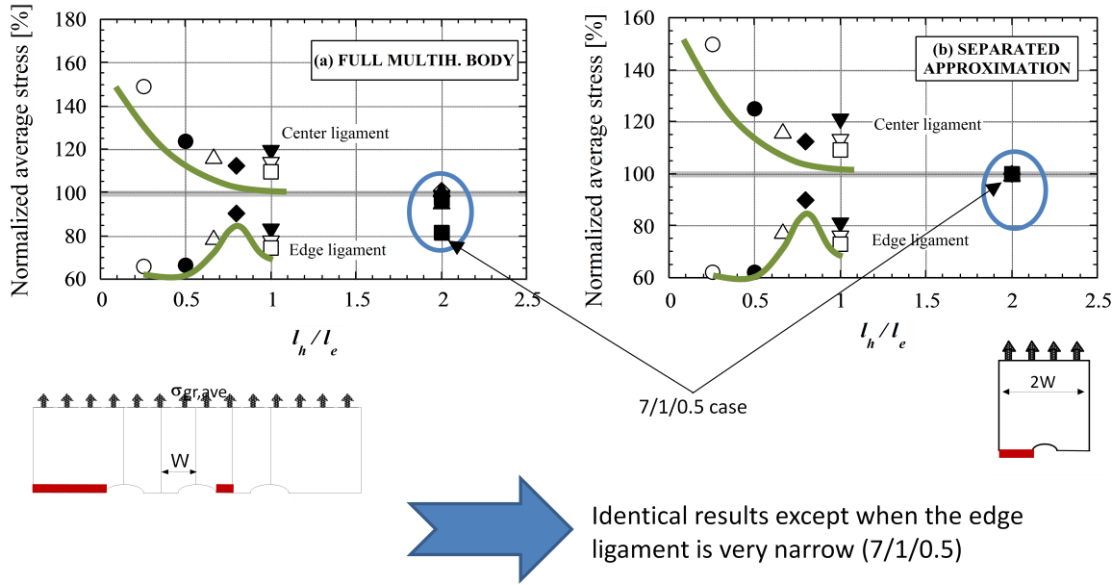 Normalized average stress [%]
180
160
140
120
100
80
60
(a) FULL MULTIH. BODY
Center ligament
Edge ligament
0
0.5
1
1.5
2
2.5
l_h / l_e
Normalized average stress [%]
160
140
120
100
80
60
(b) SEPARATED
APPROXIMATION
Center ligament
Edge ligament
0
0.5
1
1.5
2
2.5
l_h / l_e
σgr,ave
W
7/1/0.5 case
2W
Identical results except when the edge
ligament is very narrow (7/1/0.5)